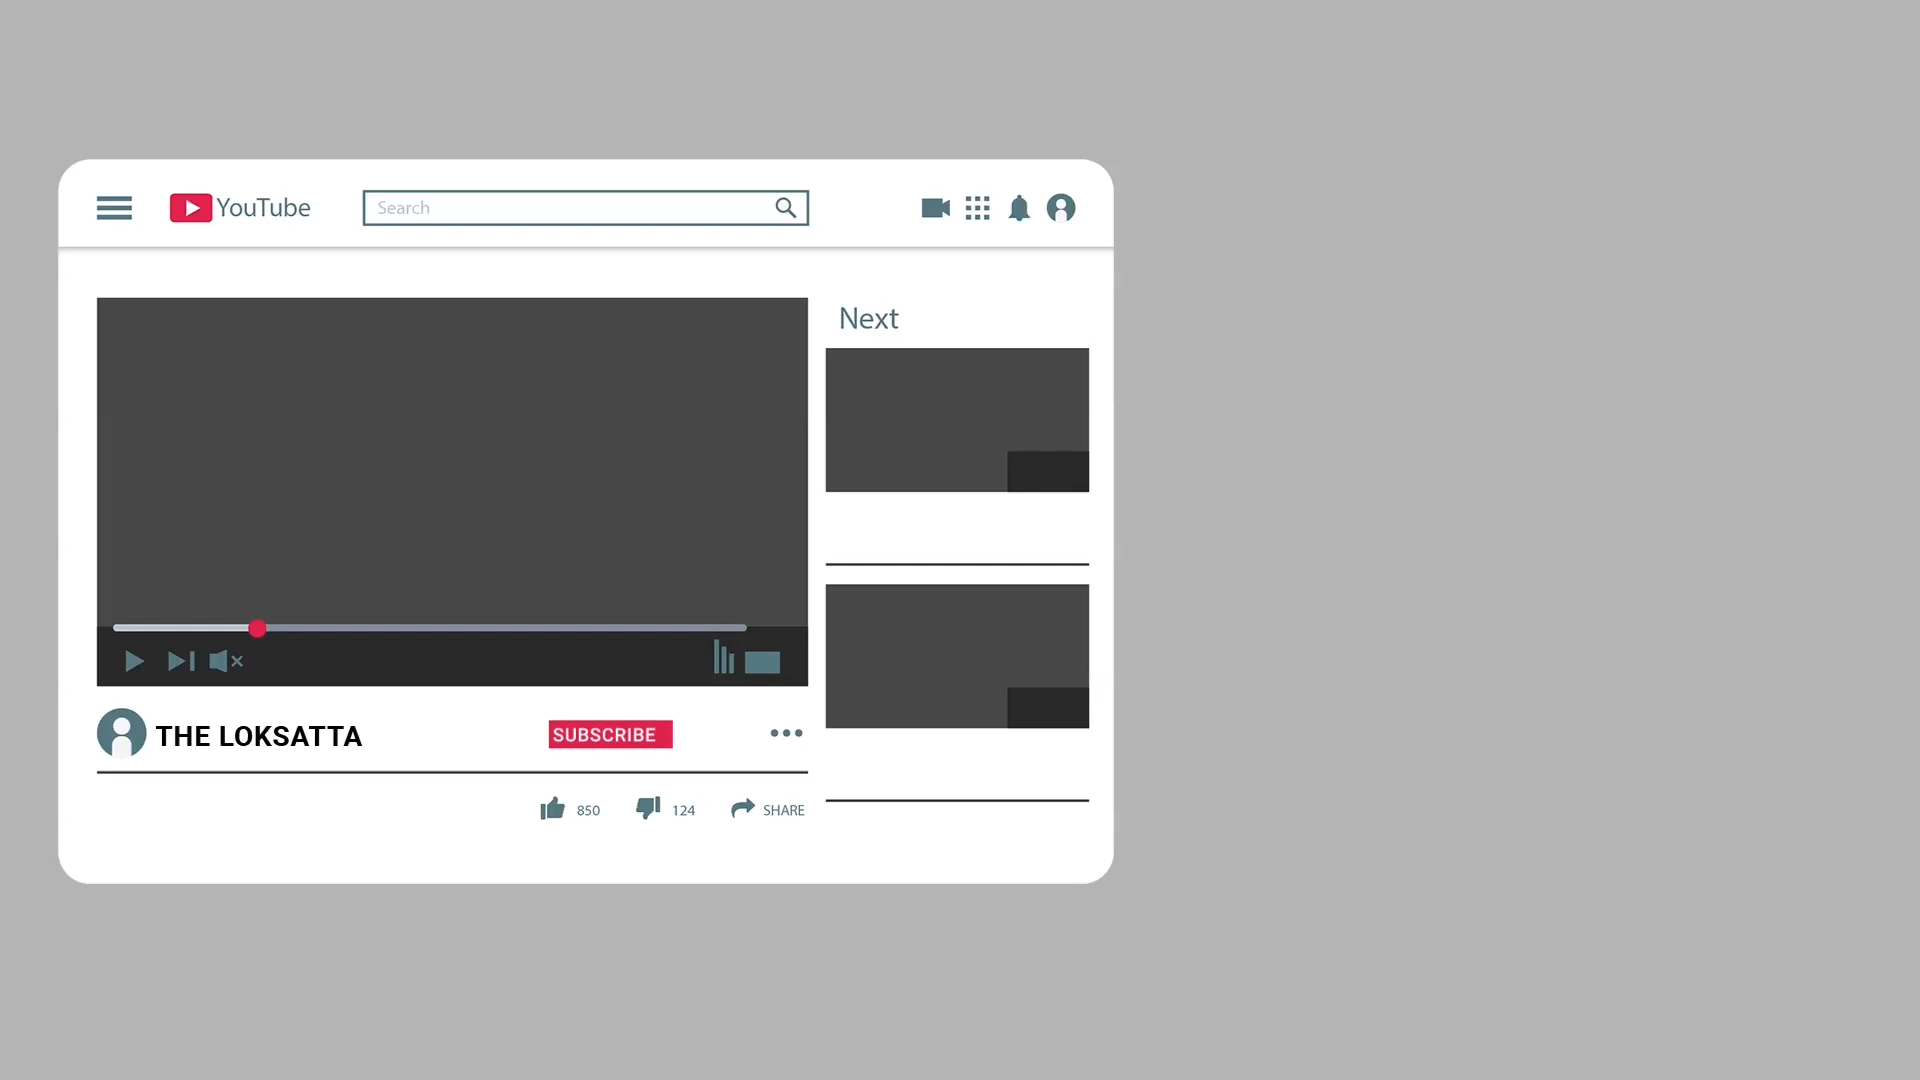 YouTube
Search
Next
THE LOKSATTA
SUBSCRIBE
850
124
SHARE